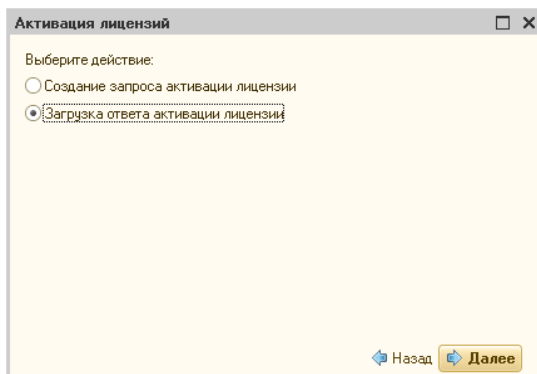 Активация лицензий
Выберите действие:
Создание запроса активации лицензии
Загрузка ответа активации лицензии
Назад Далее